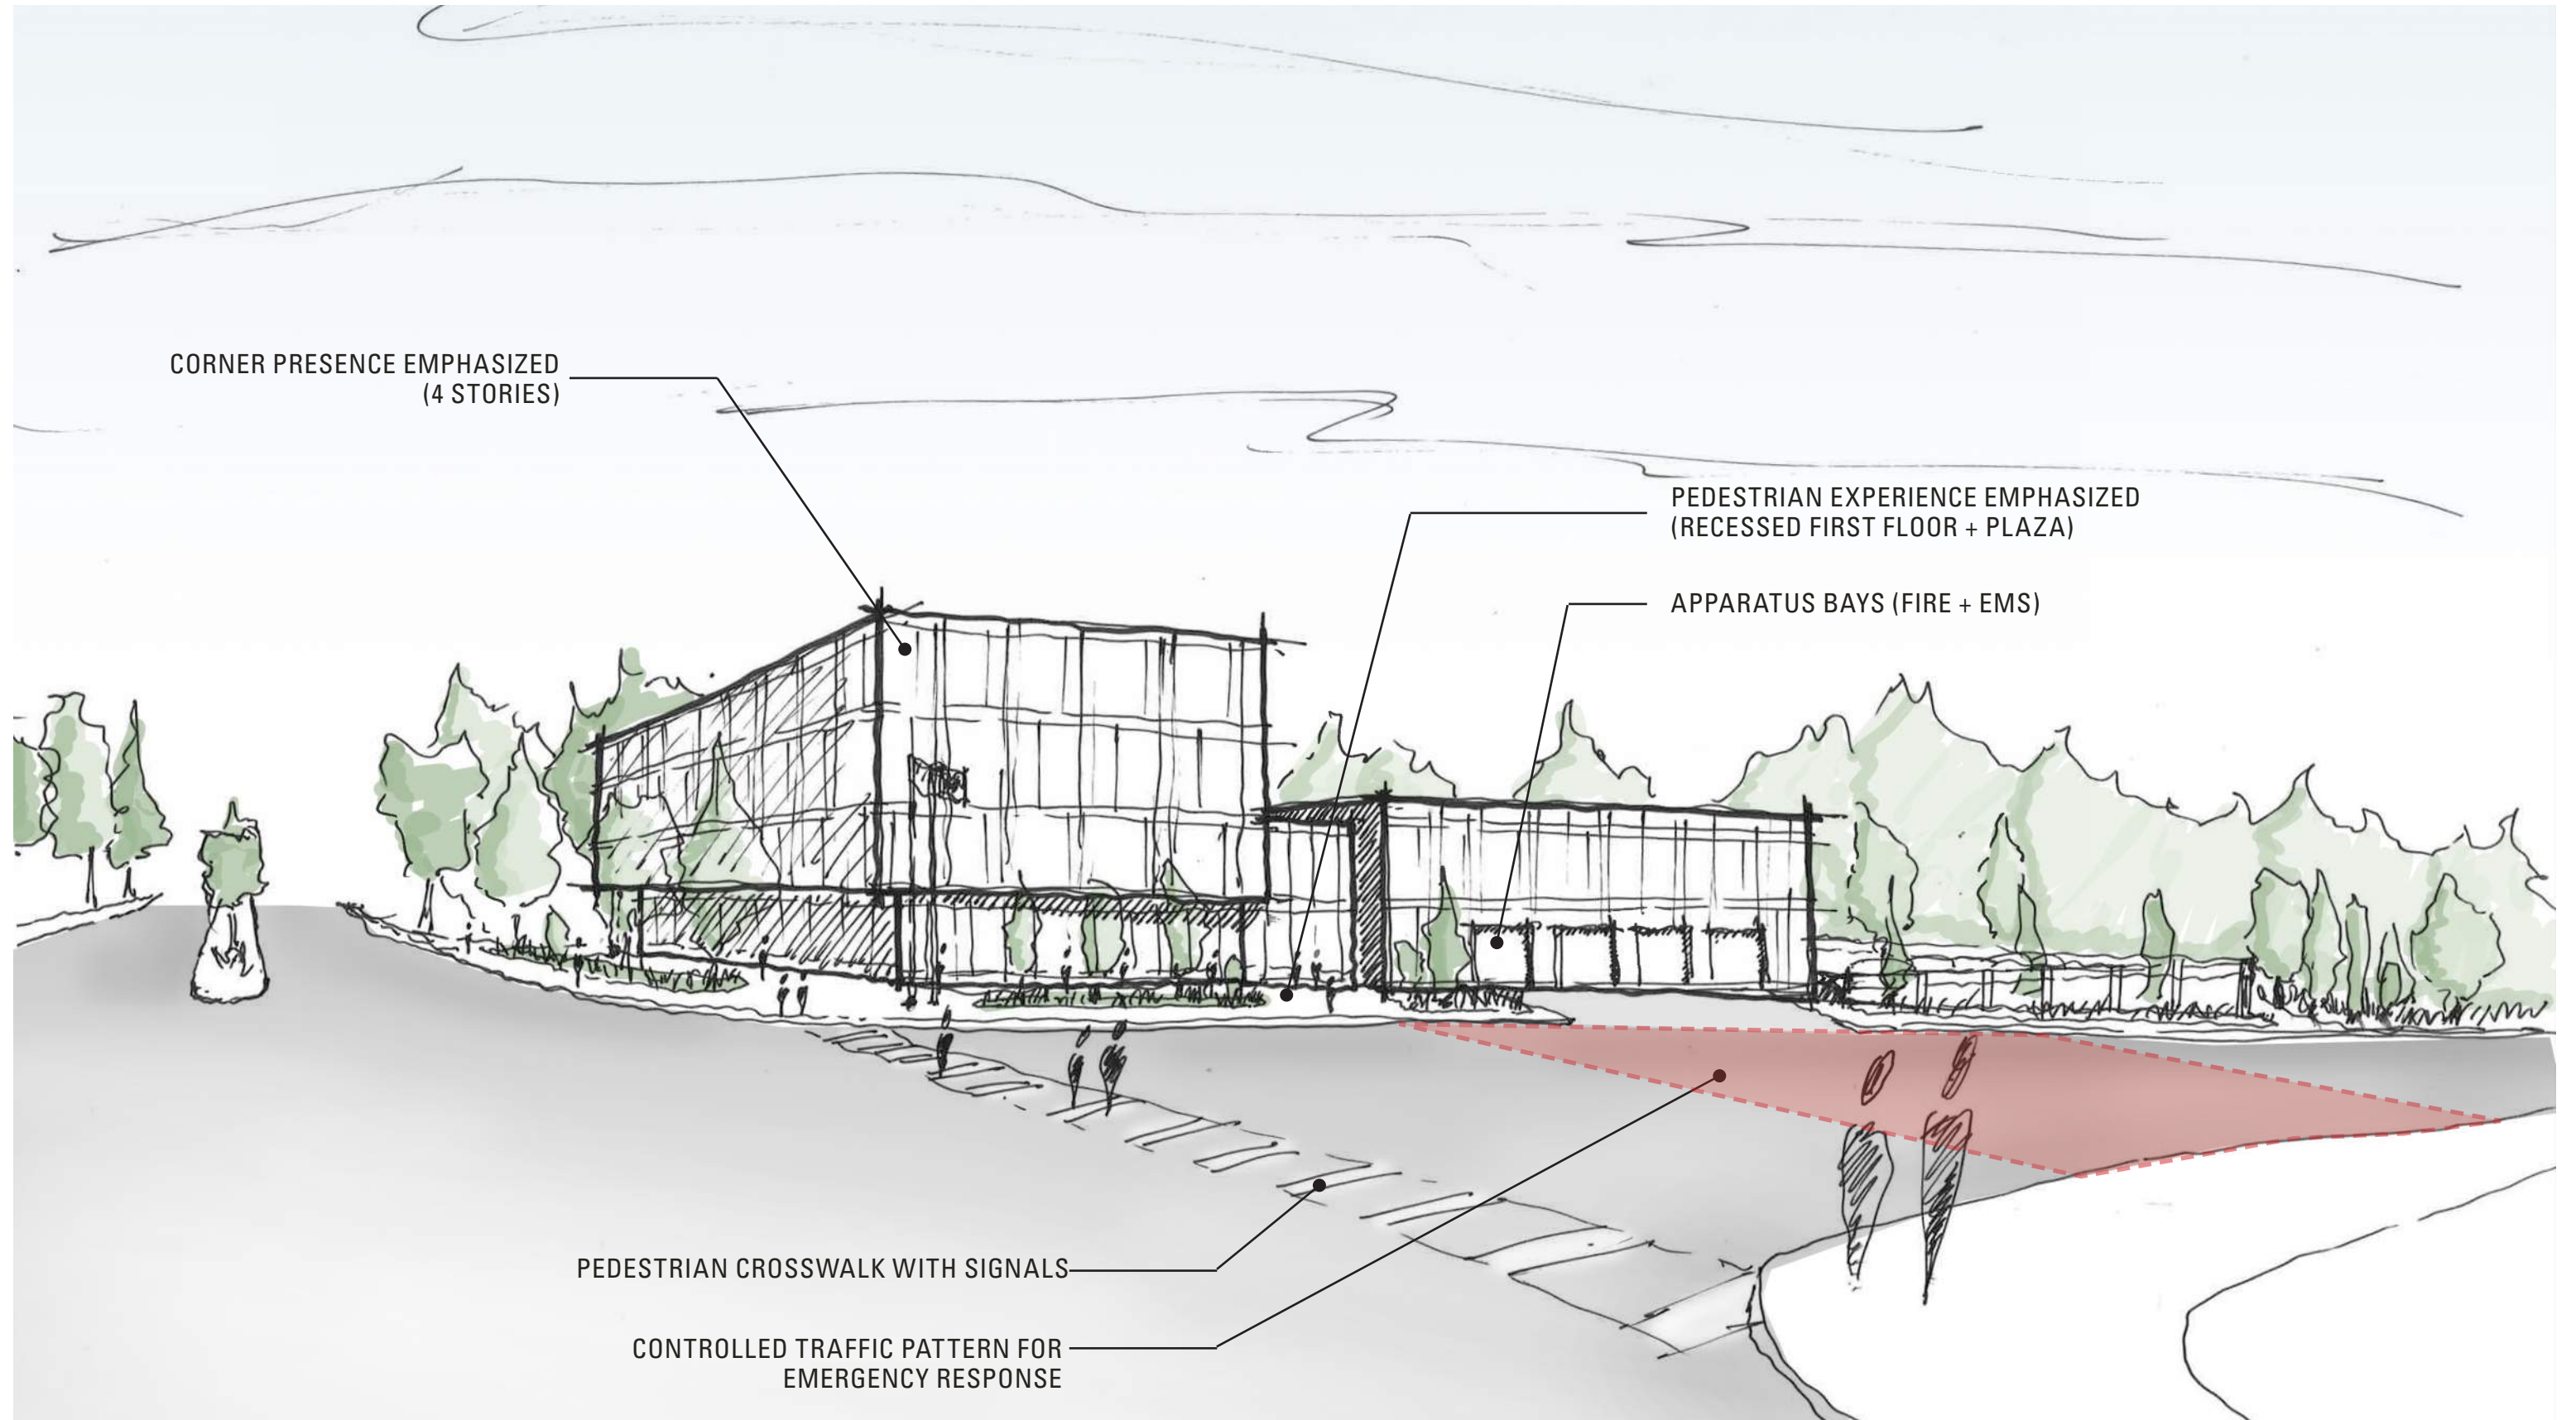 CORNER PRESENCE EMPHASIZED
(4 STORIES)
PEDESTRIAN EXPERIENCE EMPHASIZED
(RECESSED FIRST FLOOR + PLAZA)
APPARATUS BAYS (FIRE + EMS)
PEDESTRIAN CROSSWALK WITH SIGNALS
CONTROLLED TRAFFIC PATTERN FOR
EMERGENCY RESPONSE